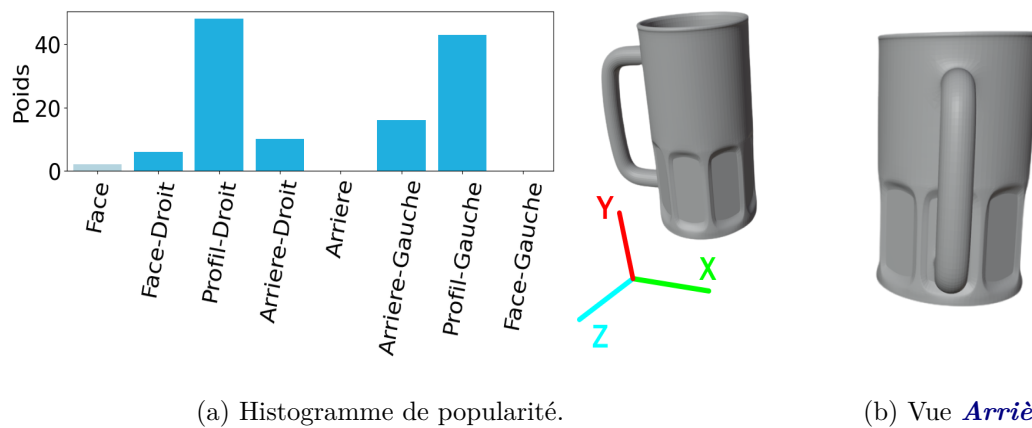 40
20
0
Poids
Face
Face-Droit
Profil-Droit
Arriere-Droit
Arriere
Arriere-Gauche
Profil-Gauche
Face-Gauche
Y
X
Z
(a) Histogramme de popularité.
(b) Vue Arriè